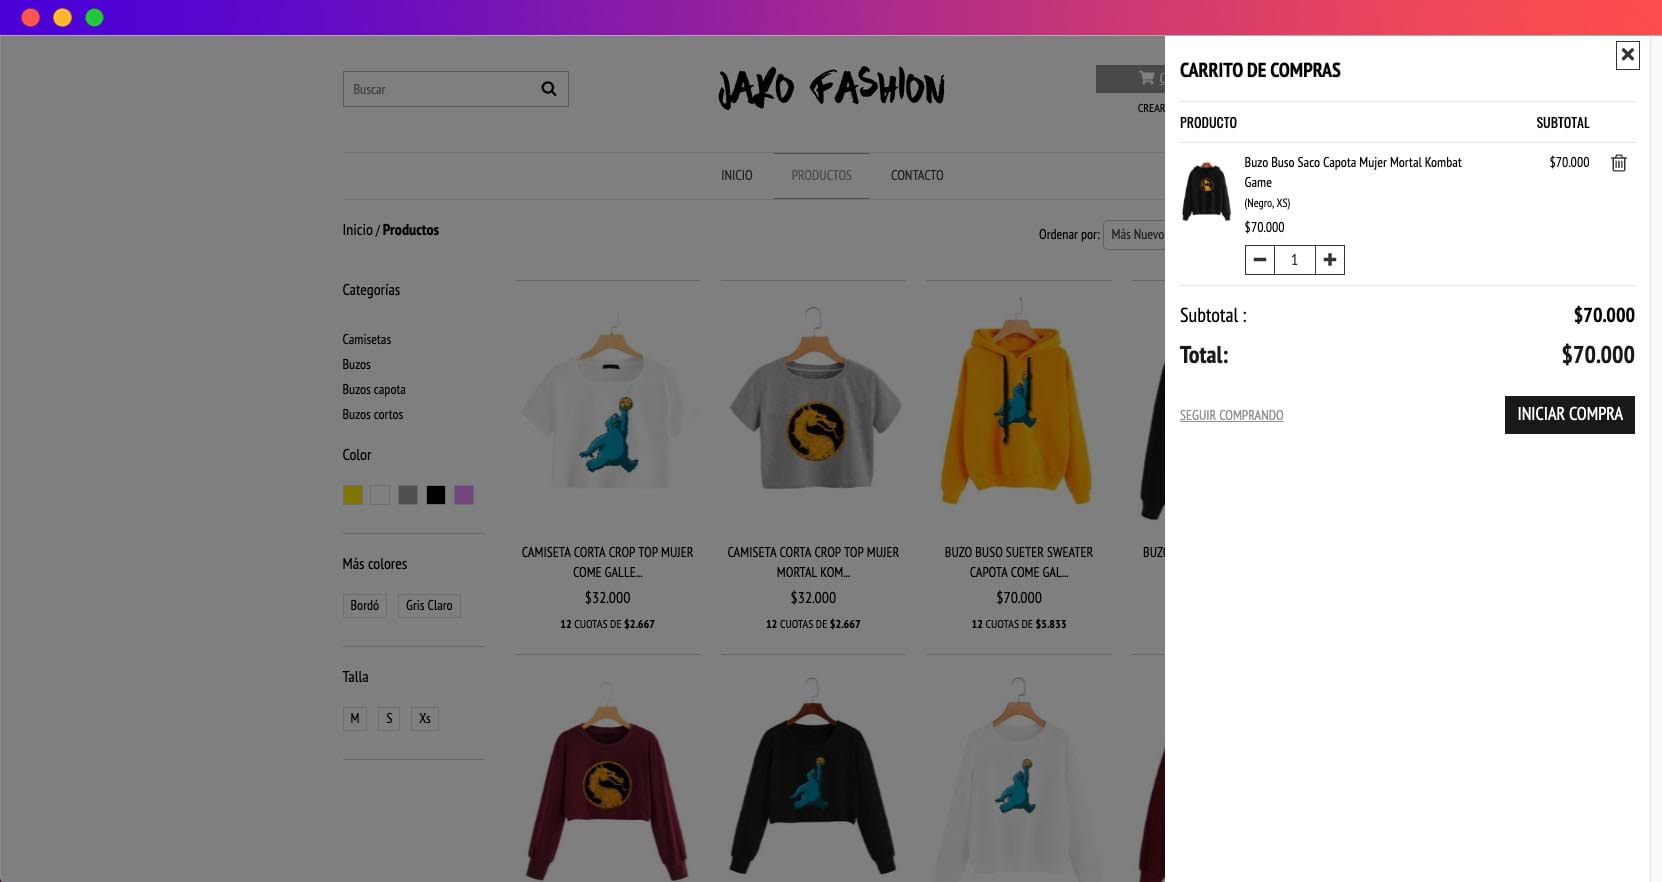 Buscar
JAKO FASHION
CREAR
INICIO
PRODUCTOS
CONTACTO
Inicio / Productos
Ordenar por:
Más Nuevo
Categorías
Camisetas
Buzos
Buzos capota
Buzos cortos
Color
Más colores
Bordó
Gris Claro
Talla
M
S
Xs
CAMISETA CORTA CROP TOP MUJER
COME GALLE...
$32.000
12 CUOTAS DE $2.667
CAMISETA CORTA CROP TOP MUJER
MORTAL KOM...
$32.000
12 CUOTAS DE $2.667
BUZO BUSO SUETER SWEATER
CAPOTA COME GAL...
$70.000
12 CUOTAS DE $5.833
BUZ
CARRITO DE COMPRAS
PRODUCTO
SUBTOTAL
Buzo Buso Saco Capota Mujer Mortal Kombat
Game
(Negro, XS)
$70.000
$70.000
1
Subtotal :
$70.000
Total:
$70.000
SEGUIR COMPRANDO
INICIAR COMPRA